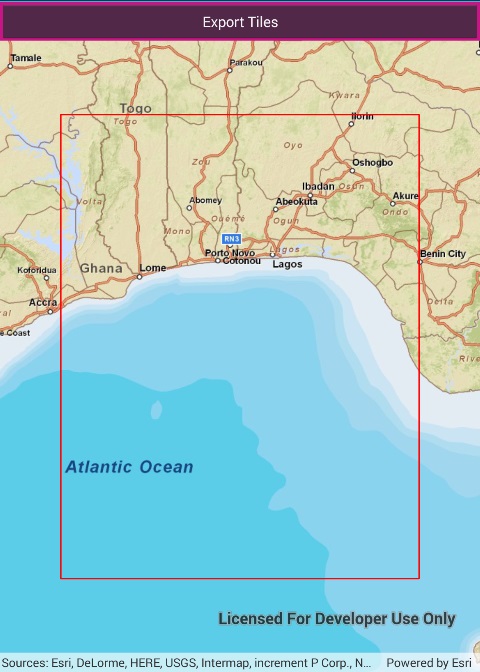 Export Tiles
Tamale
Parakou
Kwara
Togo
Togo
Ilorin
Oyo
Zou
Oshogbo
Ibadan
Osun
Volta
Abomey
Abeokuta
Akure
Ondo
Ouémé
Ogun
Mono
RN3
Lagos
Porto Novo
Benin City
Cotonou
Lagos
Koforidua
Ghana
Lome
Accra
Delta
ral
e Coast
Rive
Atlantic Ocean
Licensed For Developer Use Only
Sources: Esri, DeLorme, HERE, USGS, Intermap, increment P Corp., N...
Powered by Esri